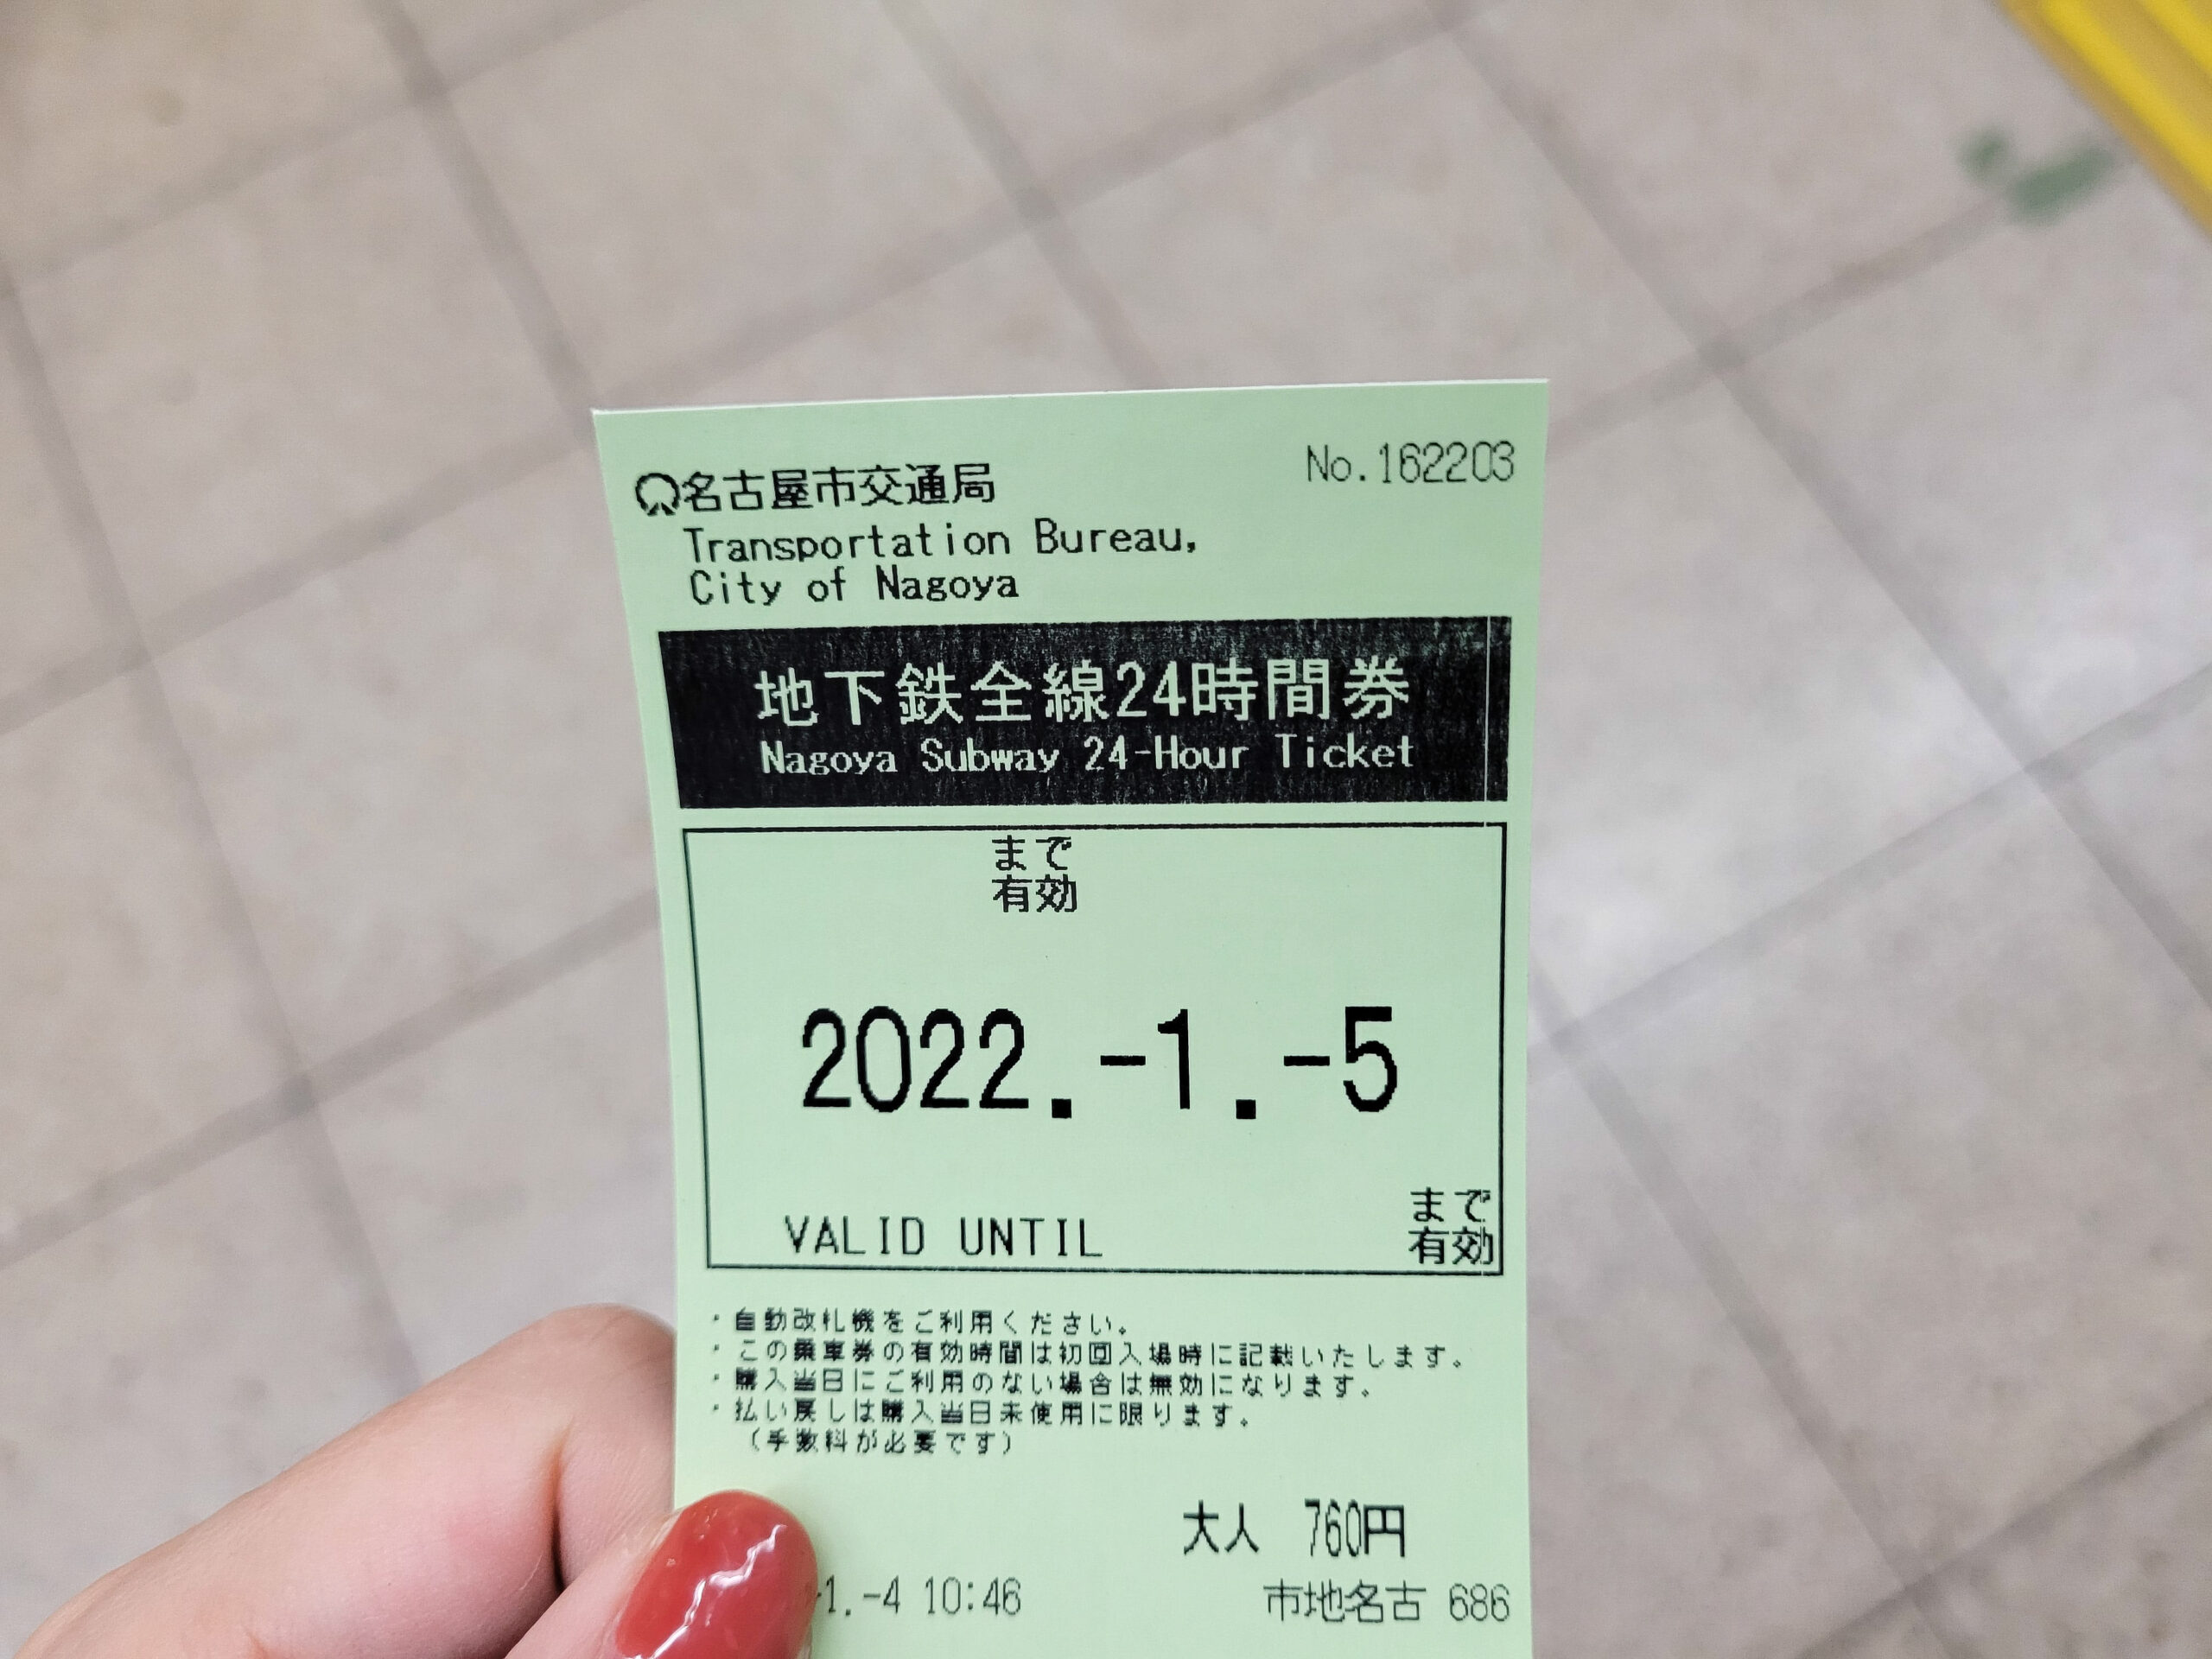 名古屋市交通局
No.162203
Transportation Bureau,
City of Nagoya
地下鉄全線24時間券
Nagoya Subway 24-Hour Ticket
まで
有効
2022.-1.-5
VALID UNTIL
まで
有効
・自動改札機をご利用ください。
・この乗車券の有効時間は初回入場時に記載いたします。
・購入当日にご利用のない場合は無効になります。
・払い戻しは購入当日未使用に限ります。
（手数料が必要です）
大人 760円
-1.-4 10:46
市地名古 686